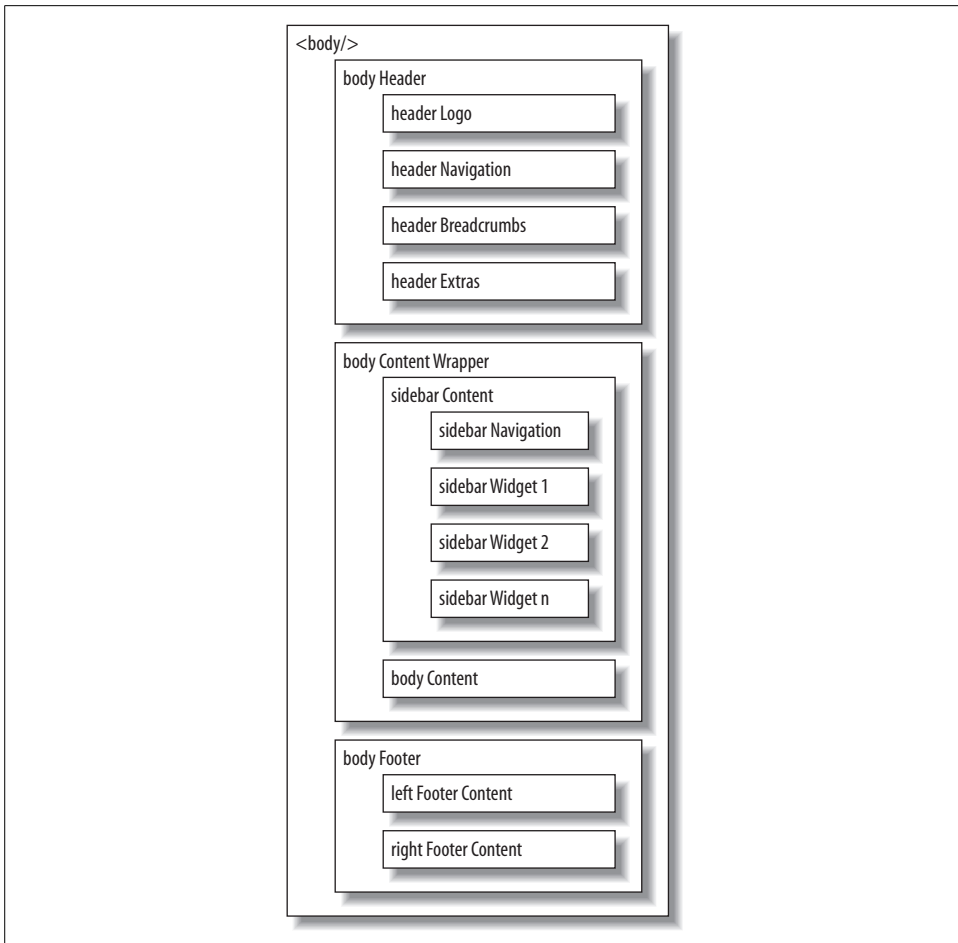 <body/>
body Header
header Logo
header Navigation
header Breadcrumbs
header Extras
body Content Wrapper
sidebar Content
sidebar Navigation
sidebar Widget 1
sidebar Widget 2
sidebar Widget n
body Content
body Footer
left Footer Content
right Footer Content